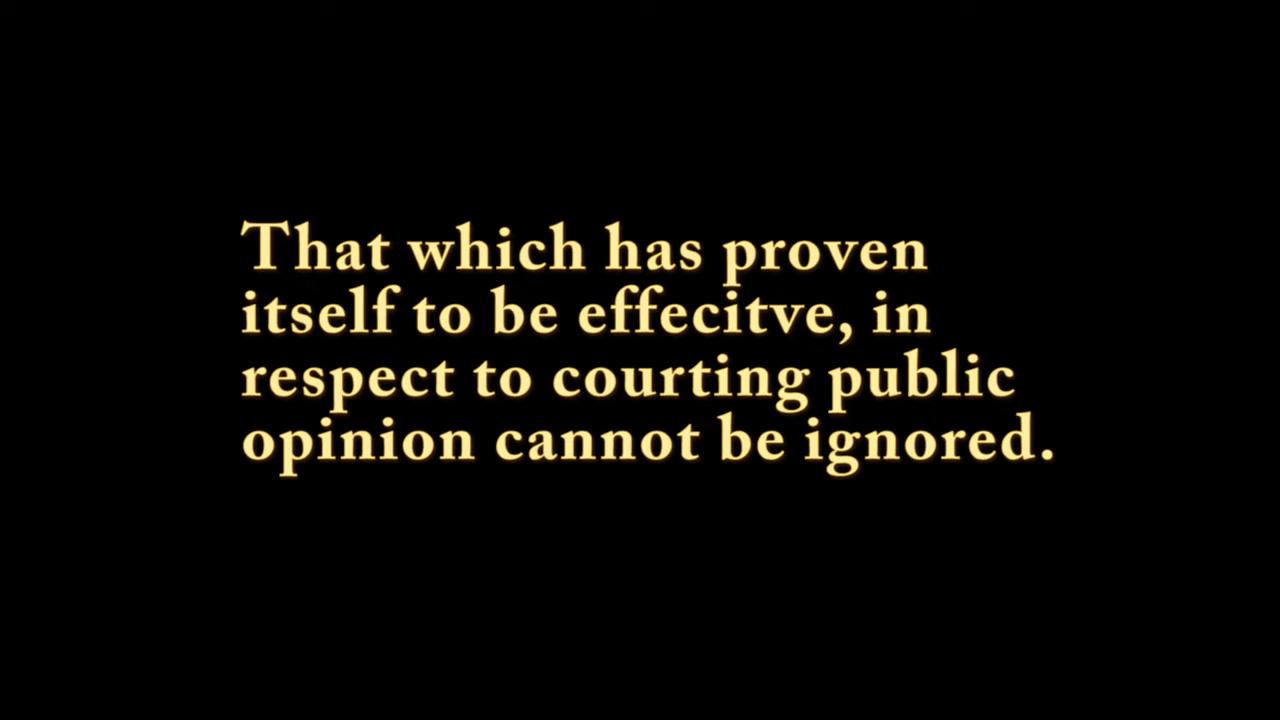 That which has proven
itself to be effecitve, in
respect to courting public
opinion cannot be ignored.